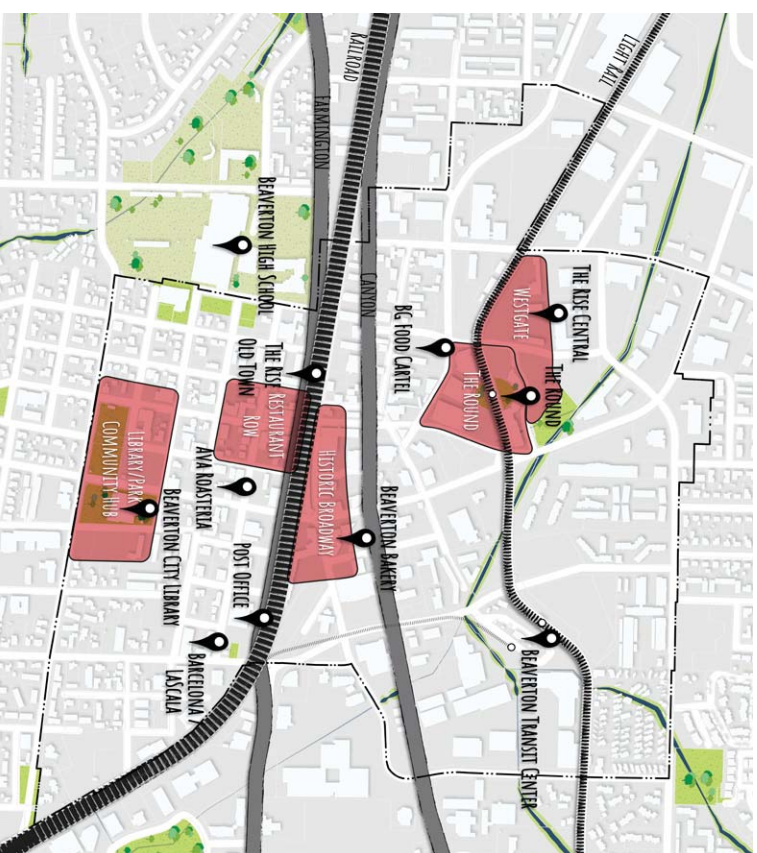 LIGHT RAIL
THE RISE CENTRAL
WESTGATE
THE ROUND
BEAVERTON TRANSIT CENTER
THE ROUND
BG FOOD CARTEL
BEAVERTON BAKERY
CANYON
RAILROAD
HISTORIC BROADWAY
FARMINGTON
THE RISE
OLD TOWN
RESTAURANT
ROW
BEAVERTON HIGH SCHOOL
POST OFFICE
AVA ROASTERIA
BARCELONA /
LASCALA
BEAVERTON CITY LIBRARY
LIBRARY/PARK
COMMUNITY HUB